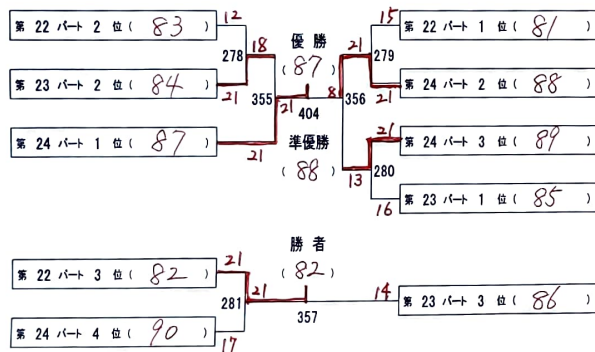 12
15
第 22 パート 2 位 ( 83 )
優勝
第 22 パート 1 位 ( 81 )
278
18
21
279
( 87 )
第 23 パート 2 位 ( 84 )
第 24 パート 2 位 ( 88 )
21
355
21
404
8
356
21
準優勝
第 24 パート 1 位 ( 87 )
21
第 24 パート 3 位 ( 89 )
21
( 88 )
13
280
16
第 23 パート 1 位 ( 85 )
勝者
第 22 パート 3 位 ( 82 )
21
( 82 )
281
21
357
14
第 23 パート 3 位 ( 86 )
第 24 パート 4 位 ( 90 )
17